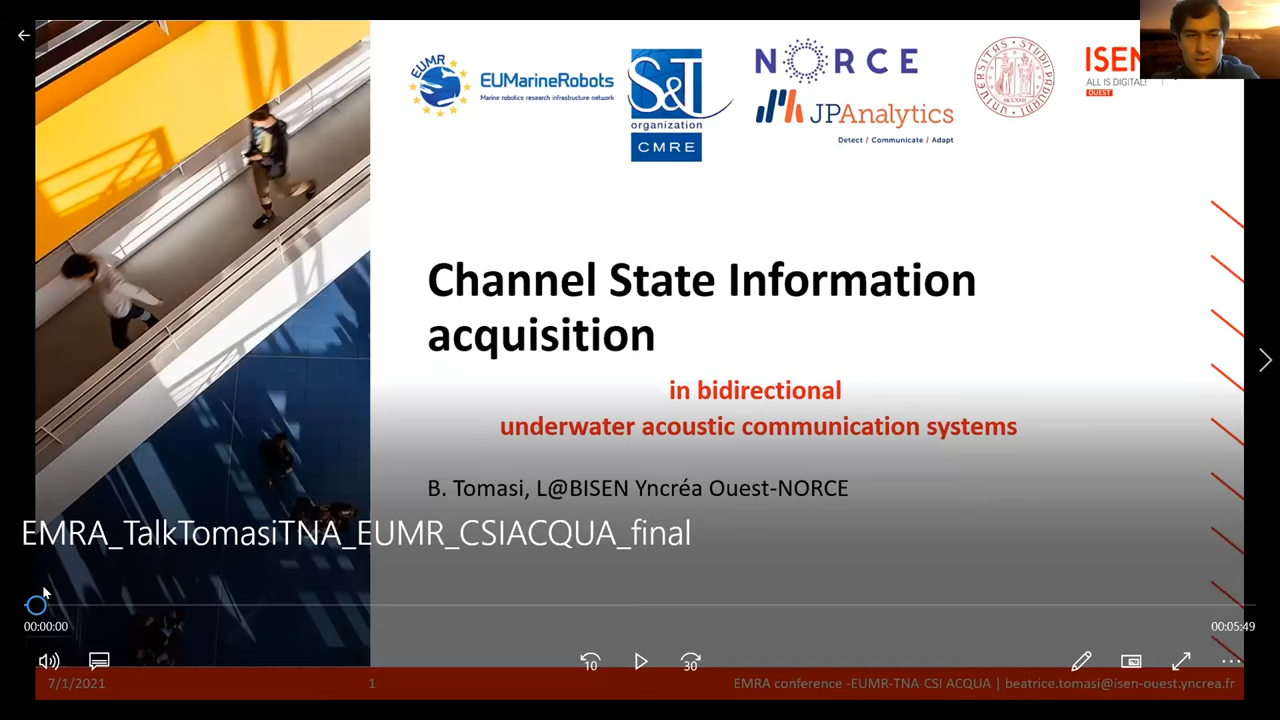 EUMR
EUMarineRobots
Marine robotics research infrastructure network
S&T
organization
CMRE
NORCE
JPAnalytics
Detect / Communicate / Adapt
ISEN
ALL IS DIGITAL!
OUEST
Channel State Information
acquisition
in bidirectional
underwater acoustic communication systems
B. Tomasi, L@BISEN Yncréa Ouest-NORCE
EMRA_TalkTomasiTNA_EUMR_CSIACQUA_final
00:00:00
00:05:49
10
30
7/1/2021
1
EMRA conference -EUMR-TNA-CSI ACQUA | beatrice.tomasi@isen-ouest.yncrea.fr